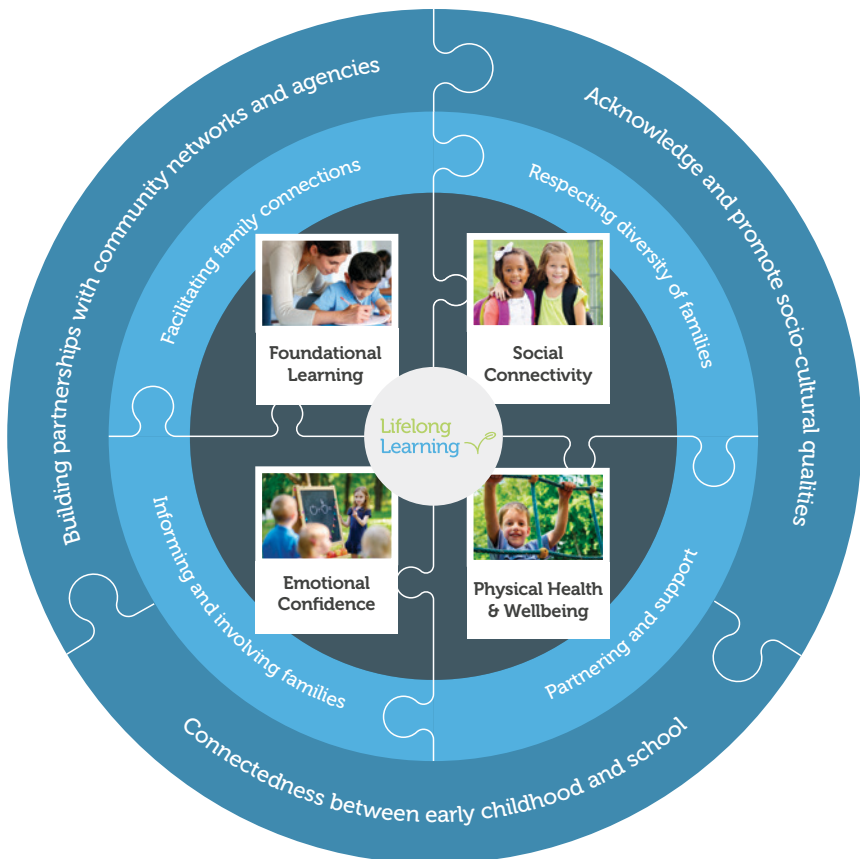 Building partnerships with community networks and agencies
Acknowledge and promote socio-cultural qualities
Connectedness between early childhood and school
Facilitating family connections
Respecting diversity of families
Informing and involving families
Partnering and support
Foundational
Learning
Social
Connectivity
Lifelong
Learning
Emotional
Confidence
Physical Health
& Wellbeing